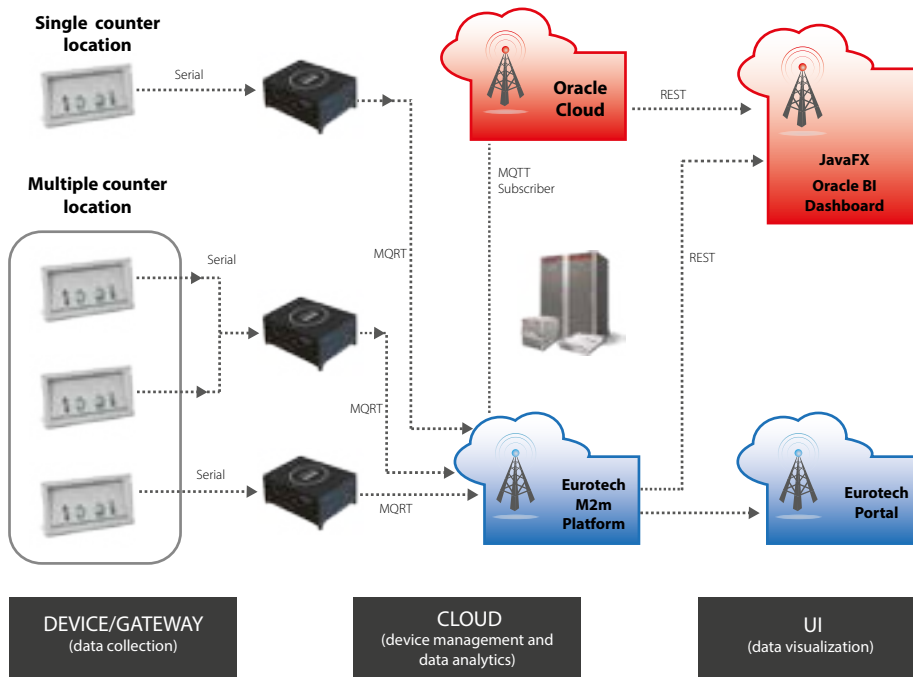 Single counter
location
Serial
Oracle
Cloud
REST
JavaFX
Oracle BI
Dashboard
MQTT
Subscriber
Multiple counter
location
Serial
MQRT
REST
MQRT
Serial
MQRT
Eurotech
M2m
Platform
Eurotech
Portal
DEVICE/GATEWAY
(data collection)
CLOUD
(device management and
data analytics)
UI
(data visualization)